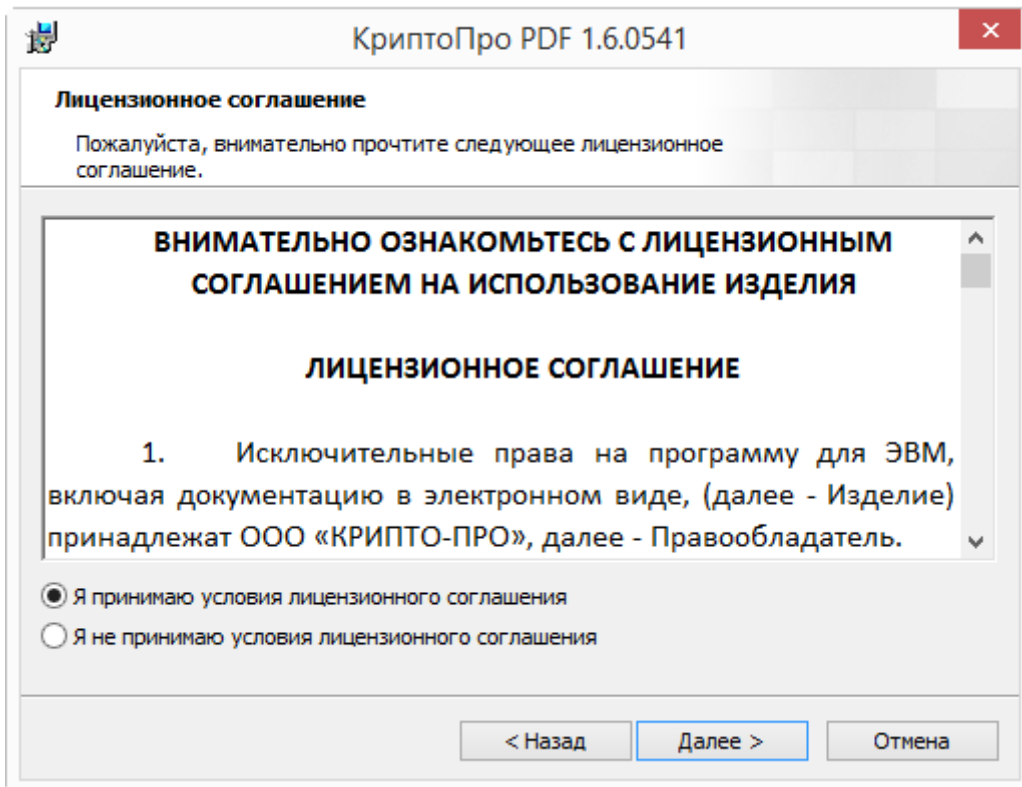 КриптоПро PDF 1.6.0541
Лицензионное соглашение
Пожалуйста, внимательно прочтите следующее лицензионное
соглашение.
ВНИМАТЕЛЬНО ОЗНАКОМЬТЕСЬ С ЛИЦЕНЗИОННЫМ
СОГЛАШЕНИЕМ НА ИСПОЛЬЗОВАНИЕ ИЗДЕЛИЯ
ЛИЦЕНЗИОННОЕ СОГЛАШЕНИЕ
1. Исключительные права на программу для ЭВМ,
включая документацию в электронном виде, (далее - Изделие)
принадлежат ООО «КРИПТО-ПРО», далее - Правообладатель.
Я принимаю условия лицензионного соглашения
Я не принимаю условия лицензионного соглашения
< Назад
Далее >
Отмена